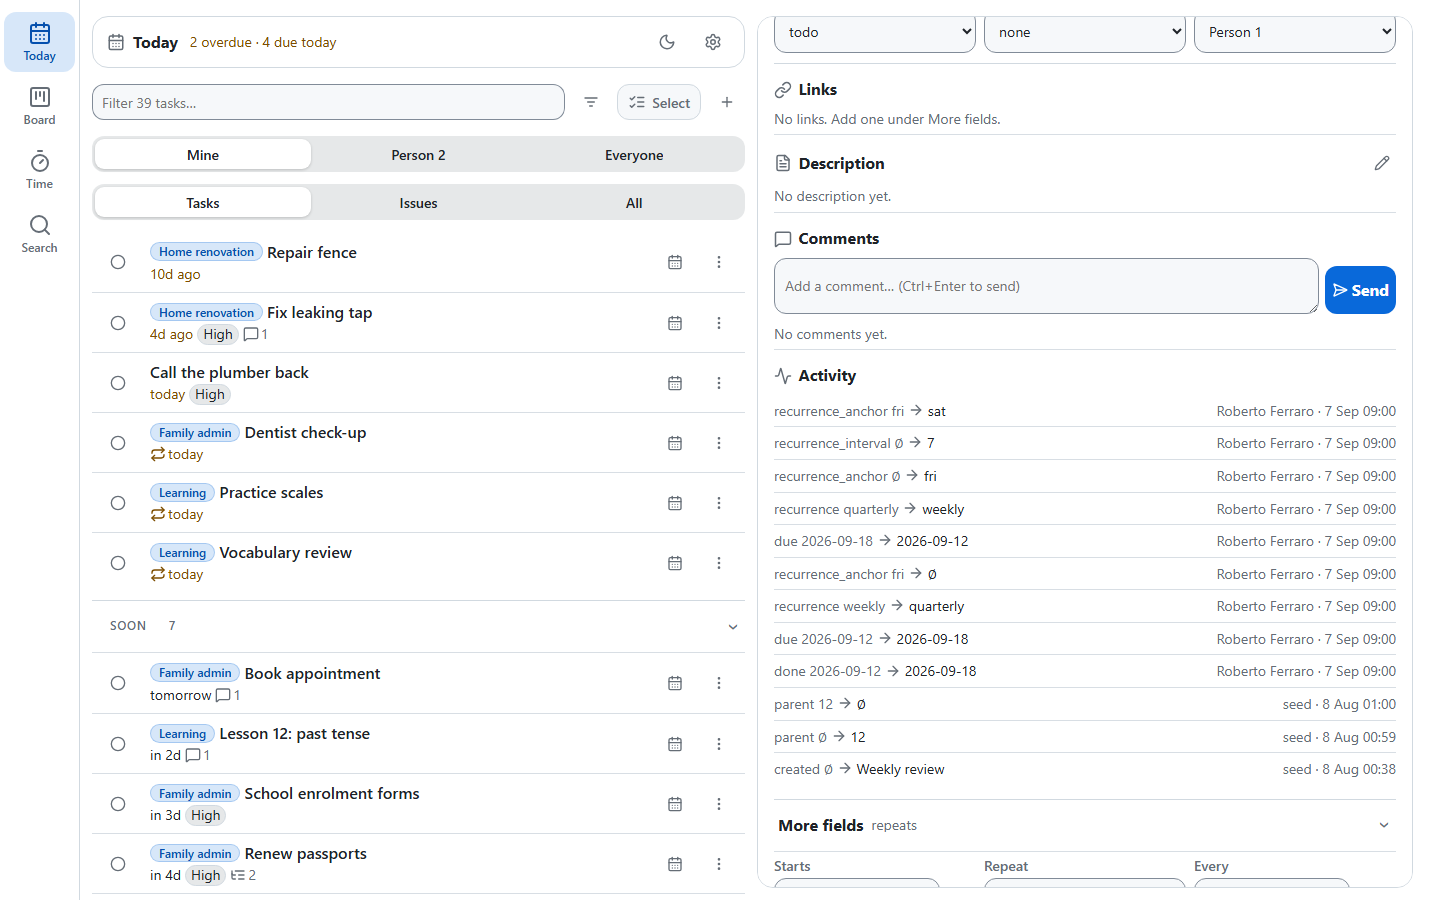 Today
Board
Time
Search
Today 2 overdue · 4 due today
Filter 39 tasks...
Select
Mine Person 2 Everyone
Tasks Issues All
Home renovation Repair fence
10d ago
Home renovation Fix leaking tap
4d ago High 1
Call the plumber back
today High
Family admin Dentist check-up
today
Learning Practice scales
today
Learning Vocabulary review
today
SOON 7
Family admin Book appointment
tomorrow 1
Learning Lesson 12: past tense
in 2d 1
Family admin School enrolment forms
in 3d High
Family admin Renew passports
in 4d High 2
todo none Person 1
Links
No links. Add one under More fields.
Description
No description yet.
Comments
Add a comment... (Ctrl+Enter to send)
Send
No comments yet.
Activity
recurrence_anchor fri → sat Roberto Ferraro · 7 Sep 09:00
recurrence_interval ∅ → 7 Roberto Ferraro · 7 Sep 09:00
recurrence_anchor ∅ → fri Roberto Ferraro · 7 Sep 09:00
recurrence quarterly → weekly Roberto Ferraro · 7 Sep 09:00
due 2026-09-18 → 2026-09-12 Roberto Ferraro · 7 Sep 09:00
recurrence_anchor fri → ∅ Roberto Ferraro · 7 Sep 09:00
recurrence weekly → quarterly Roberto Ferraro · 7 Sep 09:00
due 2026-09-12 → 2026-09-18 Roberto Ferraro · 7 Sep 09:00
done 2026-09-12 → 2026-09-18 Roberto Ferraro · 7 Sep 09:00
parent 12 → ∅ seed · 8 Aug 01:00
parent ∅ → 12 seed · 8 Aug 00:59
created ∅ → Weekly review seed · 8 Aug 00:38
More fields repeats
Starts Repeat Every